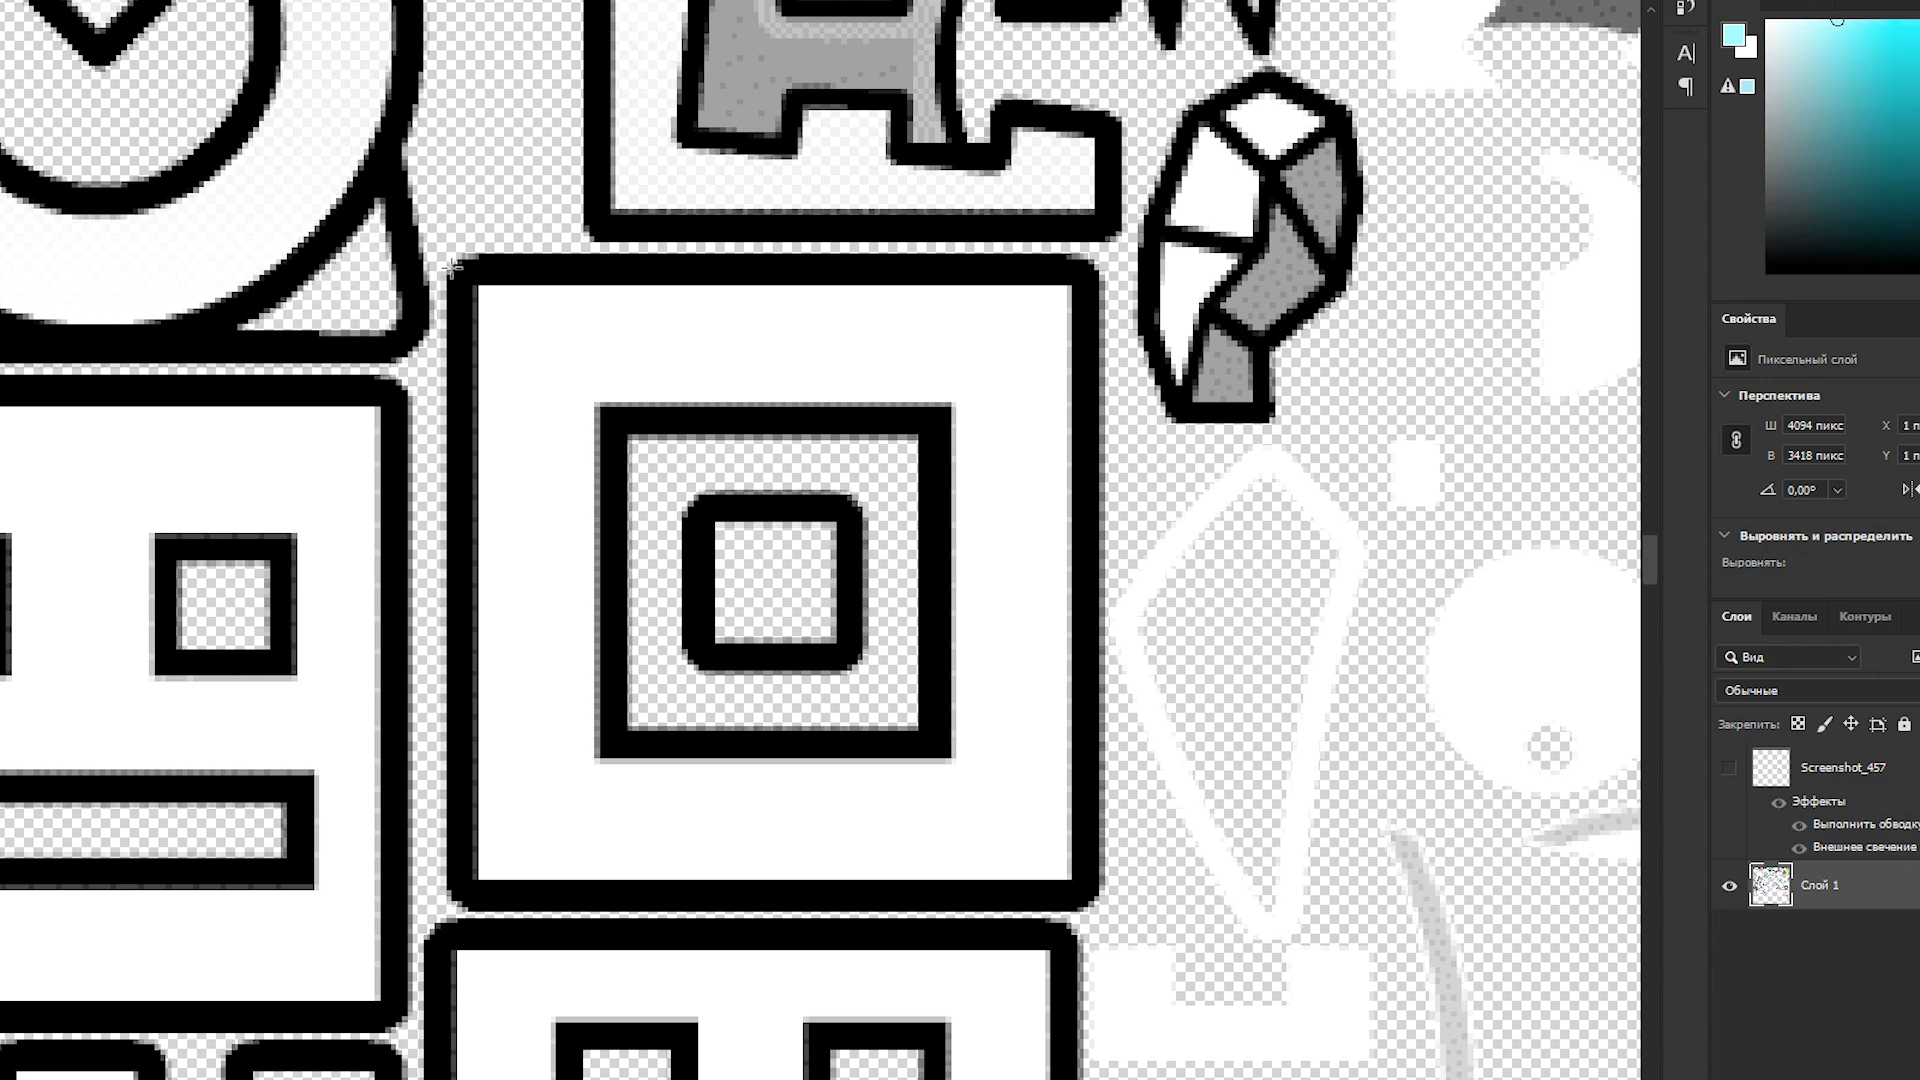 A|
¶
Свойства
Пиксельный слой
Перспектива
Ш 4094 пикс X 1 п
В 3418 пикс Y 1 п
0,00°
Выровнять и распределить
Выровнять:
Слои Каналы Контуры
Вид
Обычные
Закрепить:
Screenshot_457
Эффекты
Выполнить обводку
Внешнее свечение
Слой 1